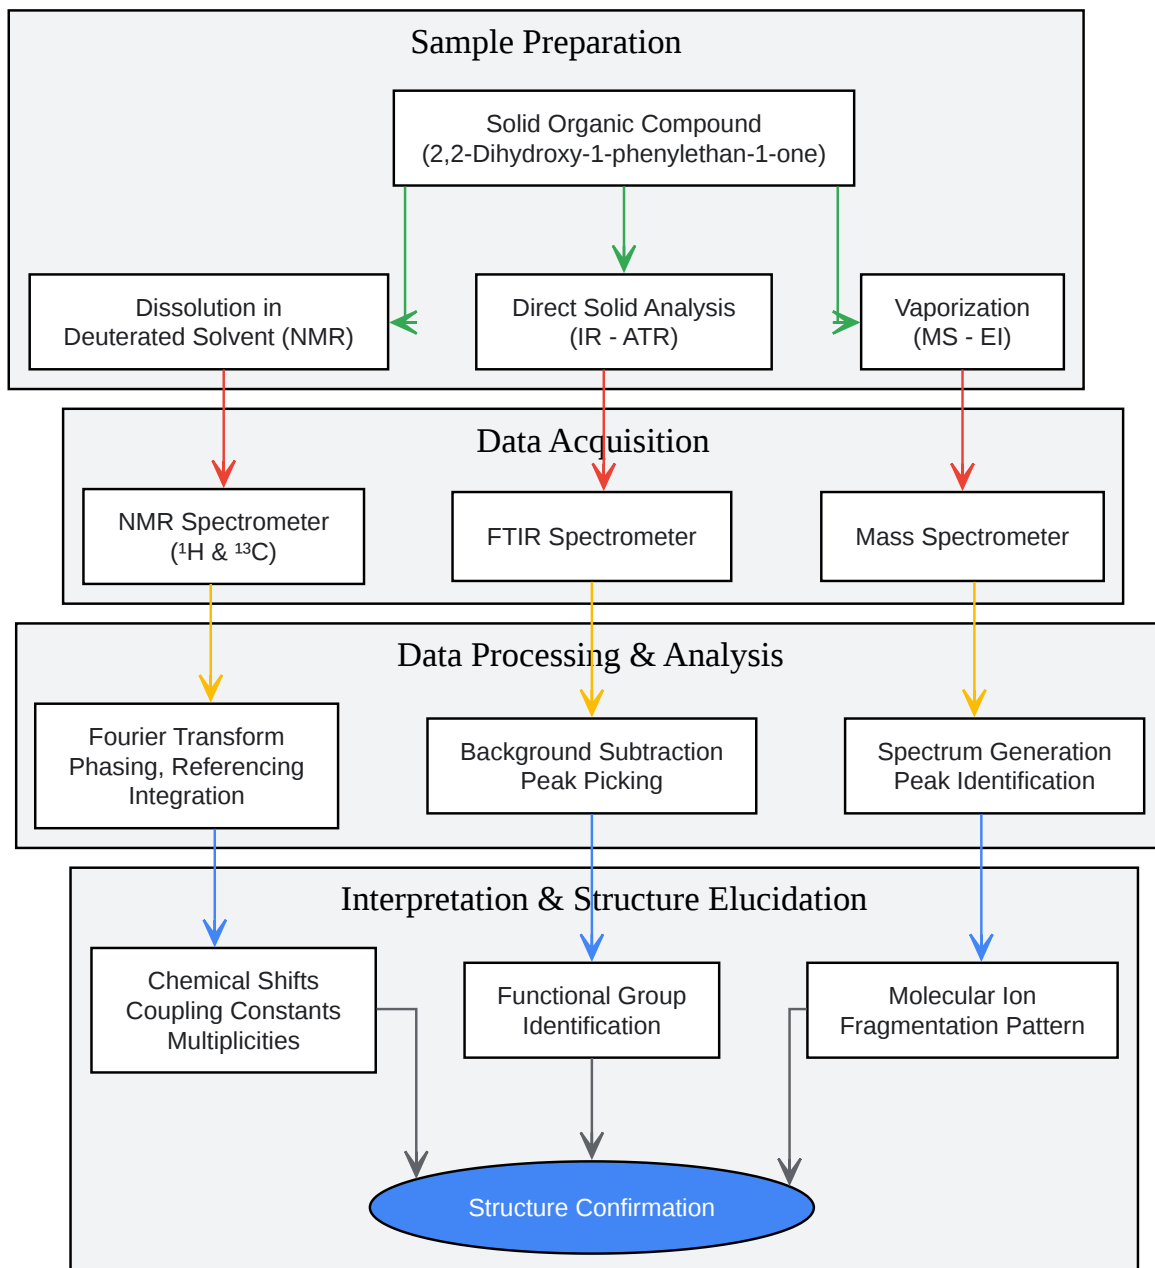 Sample Preparation
Solid Organic Compound
(2,2-Dihydroxy-1-phenylethan-1-one)
Dissolution in
Deuterated Solvent (NMR)
Direct Solid Analysis
(IR - ATR)
Vaporization
(MS - EI)
Data Acquisition
NMR Spectrometer
(¹H & ¹³C)
FTIR Spectrometer
Mass Spectrometer
Data Processing & Analysis
Fourier Transform
Phasing, Referencing
Integration
Background Subtraction
Peak Picking
Spectrum Generation
Peak Identification
Interpretation & Structure Elucidation
Chemical Shifts
Coupling Constants
Multiplicities
Functional Group
Identification
Molecular Ion
Fragmentation Pattern
Structure Confirmation